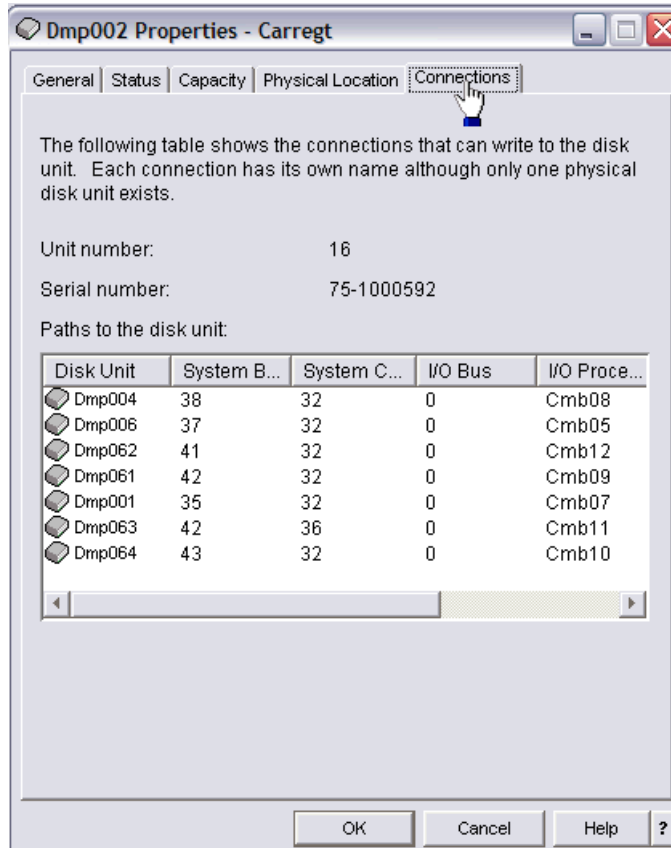 Dmp002 Properties - Carregt
General Status Capacity Physical Location Connections
The following table shows the connections that can write to the disk
unit. Each connection has its own name although only one physical
disk unit exists.
Unit number: 16
Serial number: 75-1000592
Paths to the disk unit:
Disk Unit System B... System C... I/O Bus I/O Proce...
Dmp004 38 32 0 Cmb08
Dmp006 37 32 0 Cmb05
Dmp062 41 32 0 Cmb12
Dmp061 42 32 0 Cmb09
Dmp001 35 32 0 Cmb07
Dmp063 42 36 0 Cmb11
Dmp064 43 32 0 Cmb10
OK Cancel Help ?